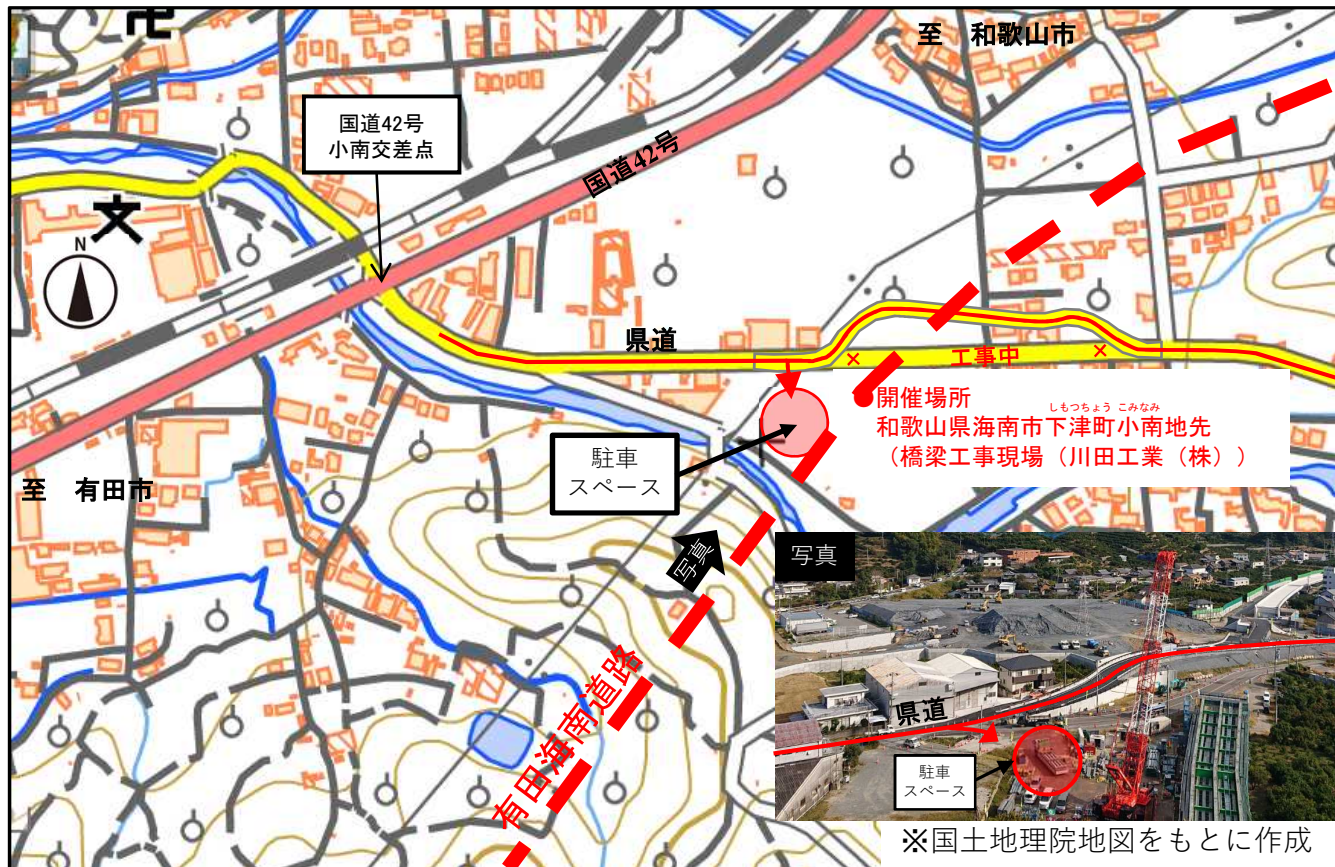 至 和歌山市
国道42号
小南交差点
国道42号
文
N
県道
工事中
開催場所
しもつちょう こみなみ
和歌山県海南市下津町小南地先
（橋梁工事現場（川田工業（株））
駐車
スペース
至 有田市
写真
有田海南道路
写真
県道
駐車
スペース
※国土地理院地図をもとに作成